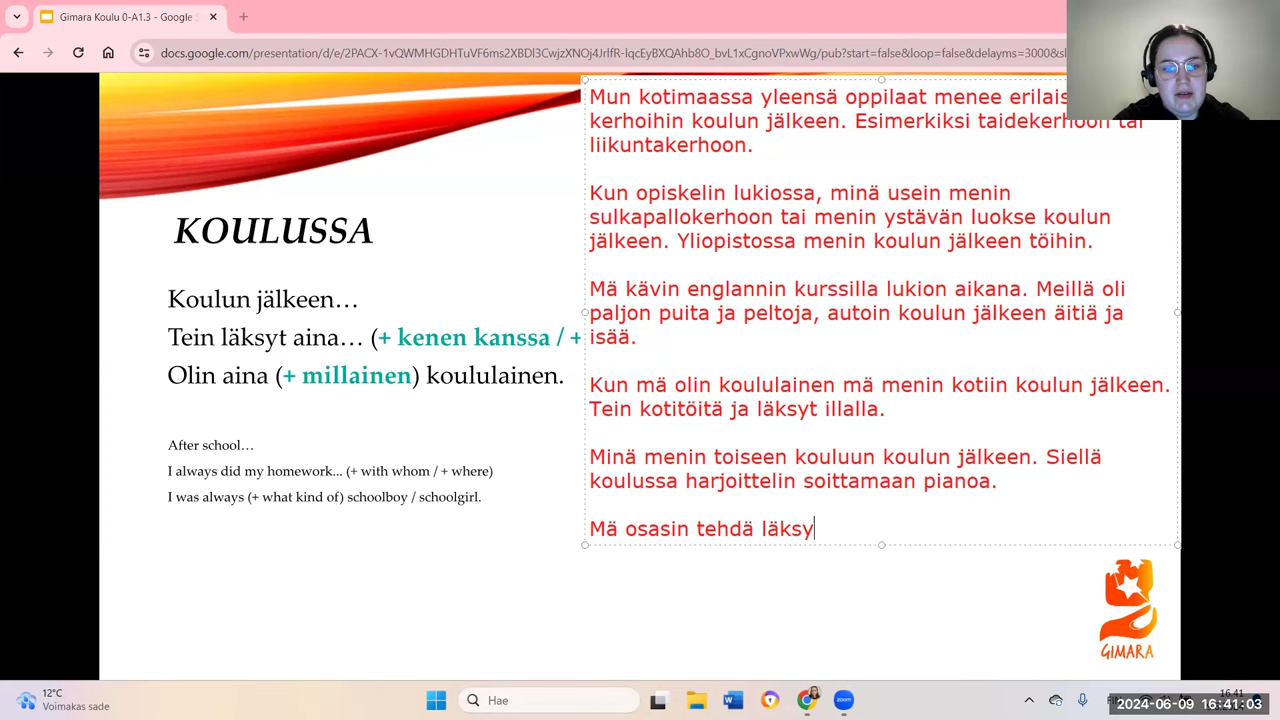 Gimara Koulu 0-A1.3 - Google S
docs.google.com/presentation/d/e/2PACX-1vQWMHGDHTuVF6ms2XBDl3CwjzXNOj4JrlfR-lqcEyBXQAhb8O_bvL1xCgnoVPxwWg/pub?start=false&loop=false&delayms=3000&sl
KOULUSSA
Koulun jälkeen…
Tein läksyt aina… (+ kenen kanssa / +
Olin aina (+ millainen) koululainen.
After school…
I always did my homework... (+ with whom / + where)
I was always (+ what kind of) schoolboy / schoolgirl.
Mun kotimaassa yleensä oppilaat menee erilais
kerhoihin koulun jälkeen. Esimerkiksi taidekerhoon tai
liikuntakerhoon.
Kun opiskelin lukiossa, minä usein menin
sulkapallokerhoon tai menin ystävän luokse koulun
jälkeen. Yliopistossa menin koulun jälkeen töihin.
Mä kävin englannin kurssilla lukion aikana. Meillä oli
paljon puita ja peltoja, autoin koulun jälkeen äitiä ja
isää.
Kun mä olin koululainen mä menin kotiin koulun jälkeen.
Tein kotitöitä ja läksyt illalla.
Minä menin toiseen kouluun koulun jälkeen. Siellä
koulussa harjoittelin soittamaan pianoa.
Mä osasin tehdä läksy
GIMARA
12°C
Voimakas sade
Hae
zoom
16.41
2024-06-09 16:41:03